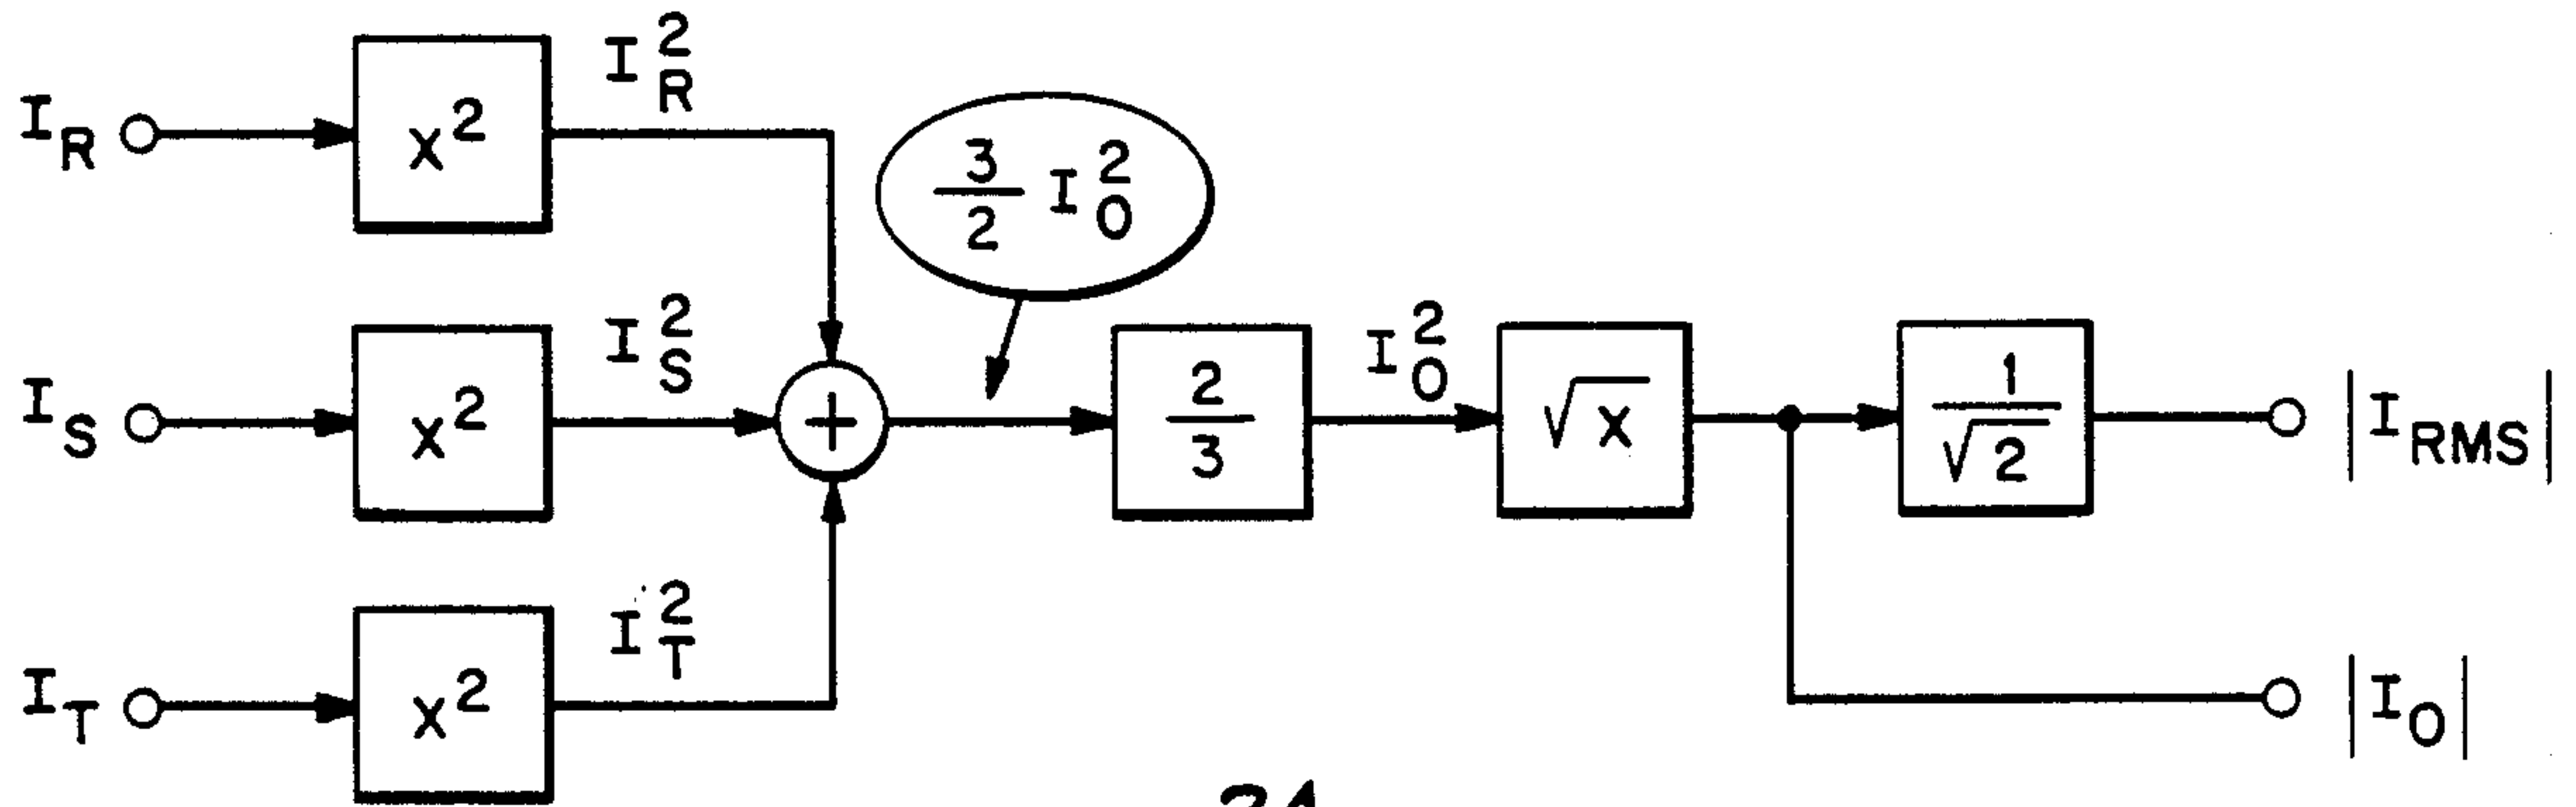 I_R
x^2
I_R^2
3/2 I_0^2
I_S
x^2
I_S^2
+
2/3
I_0^2
√x
1/√2
|I_RMS|
I_T
x^2
I_T^2
|I_0|